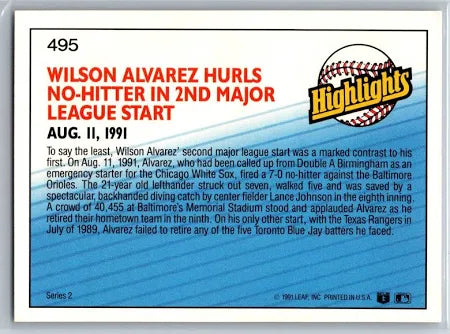 495
WILSON ALVAREZ HURLS
NO-HITTER IN 2ND MAJOR
LEAGUE START
AUG. 11, 1991
Highlights
To say the least, Wilson Alvarez' second major league start was a marked contrast to his
first. On Aug. 11, 1991, Alvarez, who had been called up from Double A Birmingham as an
emergency starter for the Chicago White Sox, fired a 7-0 no-hitter against the Baltimore
Orioles. The 21-year old lefthander struck out seven, walked five and was saved by a
spectacular, backhanded diving catch by center fielder Lance Johnson in the eighth inning.
A crowd of 40,455 at Baltimore's Memorial Stadium stood and applauded Alvarez as he
retired their hometown team in the ninth. On his only other start, with the Texas Rangers in
July of 1989, Alvarez failed to retire any of the five Toronto Blue Jay batters he faced.
Series 2
© 1991 LEAF, INC. PRINTED IN U.S.A.